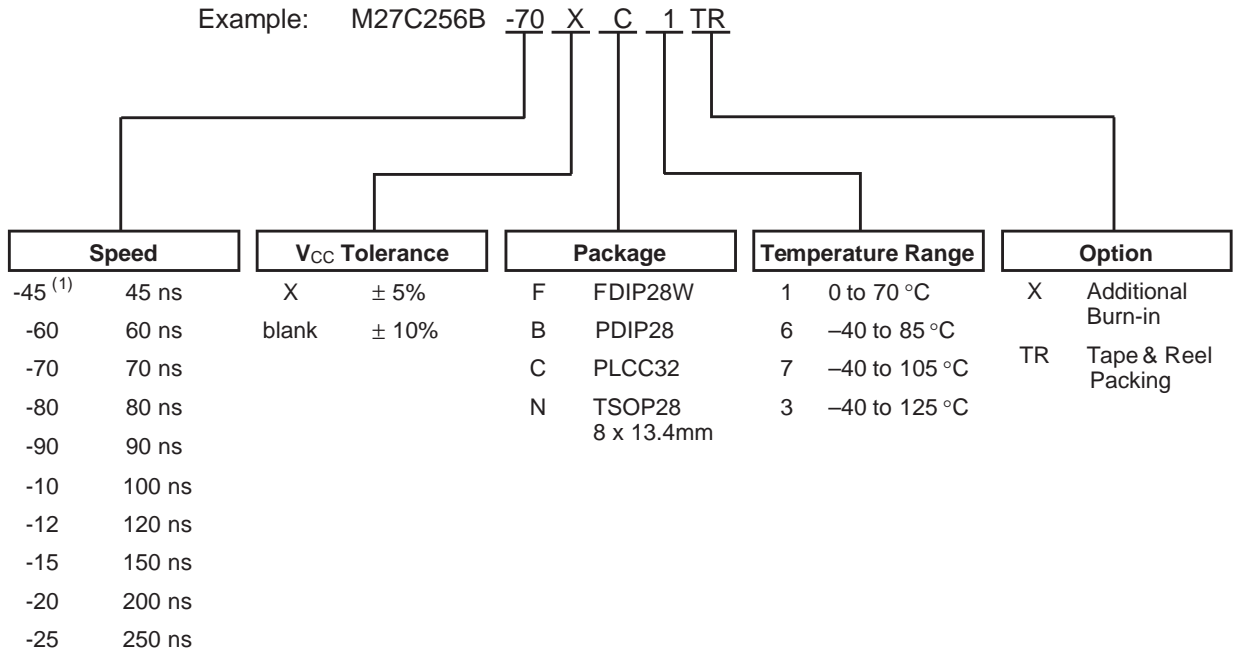 Example: M27C256B -70 X C 1 TR
Speed
-45 (1) 45 ns
-60 60 ns
-70 70 ns
-80 80 ns
-90 90 ns
-10 100 ns
-12 120 ns
-15 150 ns
-20 200 ns
-25 250 ns
VCC Tolerance
X ± 5%
blank ± 10%
Package
F FDIP28W
B PDIP28
C PLCC32
N TSOP28
8 x 13.4mm
Temperature Range
1 0 to 70 °C
6 –40 to 85 °C
7 –40 to 105 °C
3 –40 to 125 °C
Option
X Additional
Burn-in
TR Tape & Reel
Packing